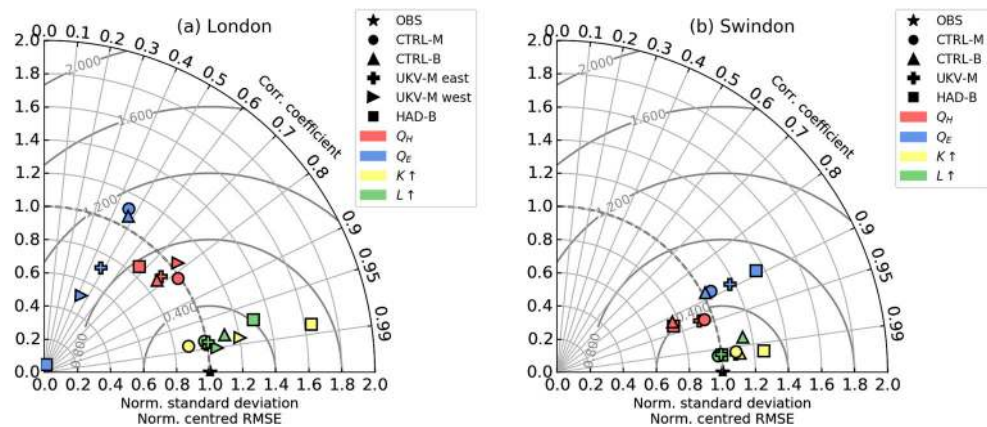 (a) London
2.0
1.8
1.6
1.4
1.2
1.0
0.8
0.6
0.4
0.2
0.0
0.0
0.1
0.2
0.3
0.4
0.5
0.6
0.7
0.8
0.9
0.95
0.99
Corr. coefficient
2.000
1.600
1.200
0.800
0.400
0.0 0.2 0.4 0.6 0.8 1.0 1.2 1.4 1.6 1.8 2.0
Norm. standard deviation
Norm. centred RMSE
OBS
CTRL-M
CTRL-B
UKV-M east
UKV-M west
HAD-B
Q_H
Q_E
K ↑
L ↑
(b) Swindon
2.0
1.8
1.6
1.4
1.2
1.0
0.8
0.6
0.4
0.2
0.0
0.0
0.1
0.2
0.3
0.4
0.5
0.6
0.7
0.8
0.9
0.95
0.99
Corr. coefficient
2.000
1.600
1.200
0.800
0.400
0.0 0.2 0.4 0.6 0.8 1.0 1.2 1.4 1.6 1.8 2.0
Norm. standard deviation
Norm. centred RMSE
OBS
CTRL-M
CTRL-B
UKV-M
HAD-B
Q_H
Q_E
K ↑
L ↑